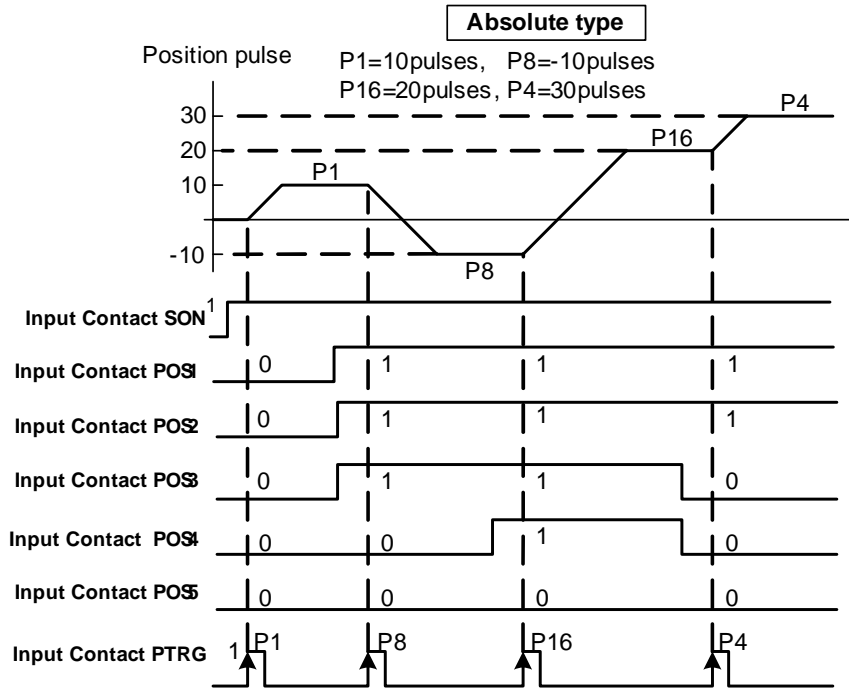 Absolute type
Position pulse
P1=10pulses, P8=-10pulses
P16=20pulses, P4=30pulses
30
P4
20
P16
10
P1
-10
P8
Input Contact SON 1
Input Contact POS1 0 1 1 1
Input Contact POS2 0 1 1 1
Input Contact POS3 0 1 1 0
Input Contact POS4 0 0 1 0
Input Contact POS5 0 0 0 0
Input Contact PTRG 1 P1 P8 P16 P4